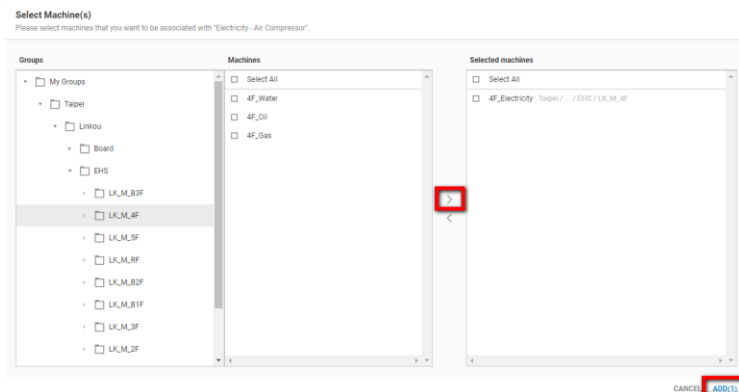 Select Machine(s)
Please select machines that you want to be associated with "Electricity - Air Compressor".
Groups
Machines
Selected machines
My Groups
Taipei
Linkou
Board
EHS
LK_M_B3F
LK_M_4F
LK_M_5F
LK_M_RF
LK_M_B2F
LK_M_B1F
LK_M_3F
LK_M_2F
Select All
4F_Water
4F_Oil
4F_Gas
Select All
4F_Electricity - Taipei / ... / EHS / LK_M_4F
CANCEL ADD(1)